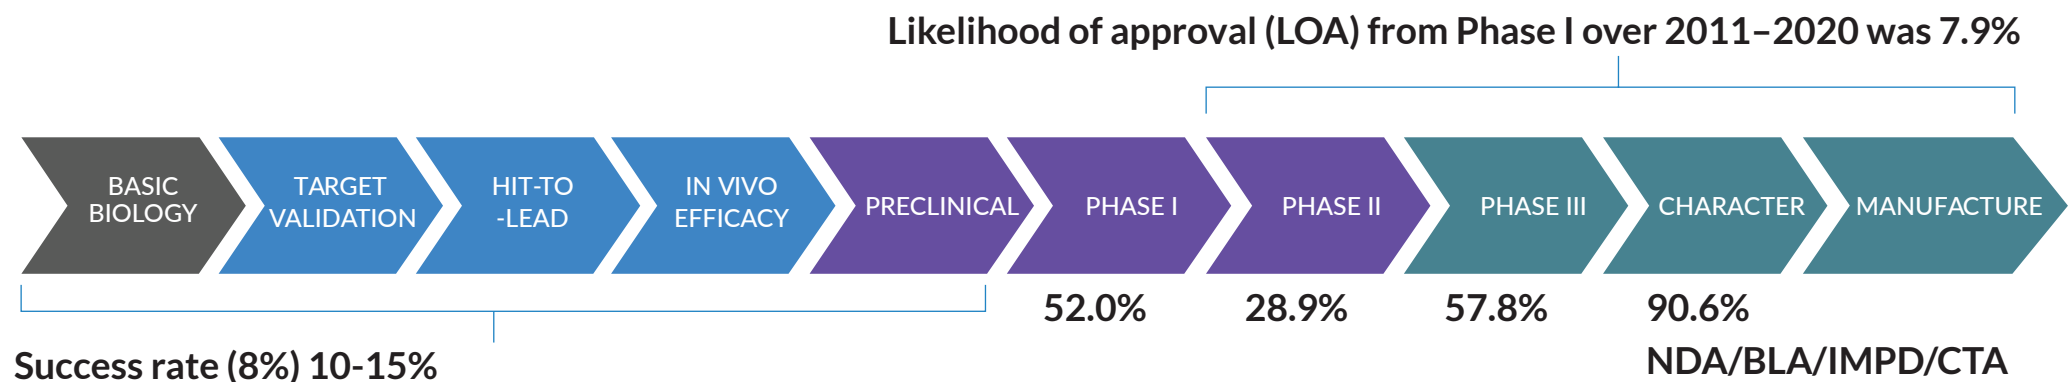 Likelihood of approval (LOA) from Phase I over 2011–2020 was 7.9%
BASIC
BIOLOGY
TARGET
VALIDATION
HIT-TO
-LEAD
IN VIVO
EFFICACY
PRECLINICAL
PHASE I
PHASE II
PHASE III
CHARACTER
MANUFACTURE
52.0%
28.9%
57.8%
90.6%
Success rate (8%) 10-15%
NDA/BLA/IMPD/CTA